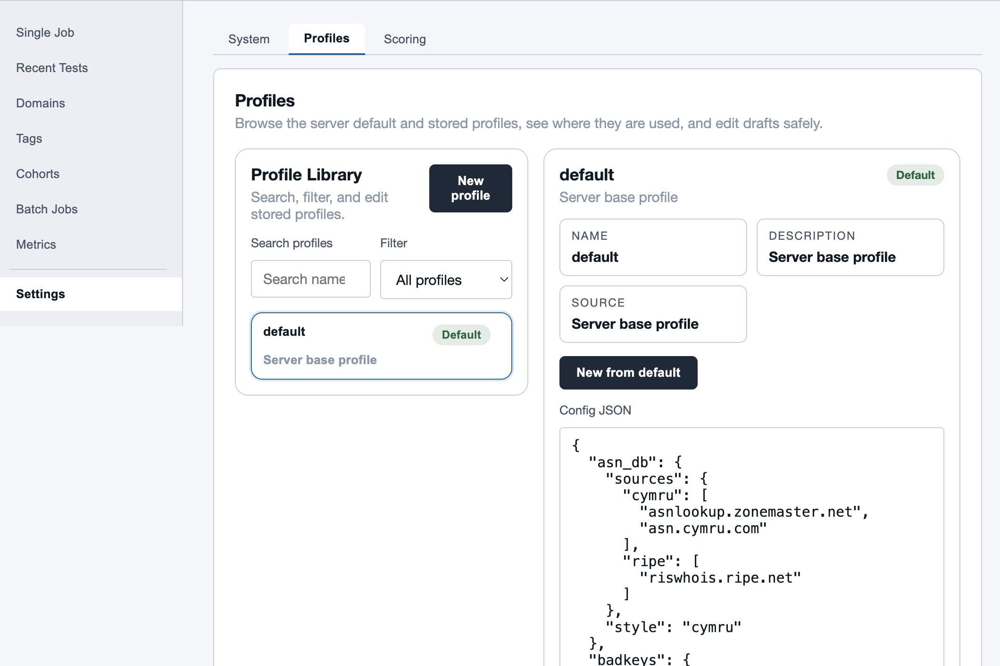 Single Job
Recent Tests
Domains
Tags
Cohorts
Batch Jobs
Metrics
Settings
System
Profiles
Scoring
Profiles
Browse the server default and stored profiles, see where they are used, and edit drafts safely.
Profile Library
Search, filter, and edit
stored profiles.
New
profile
Search profiles
Filter
Search name
All profiles
default
Default
Server base profile
default
Default
Server base profile
NAME
default
DESCRIPTION
Server base profile
SOURCE
Server base profile
New from default
Config JSON
{
  "asn_db": {
    "sources": {
      "cymru": [
        "asnlookup.zonemaster.net",
        "asn.cymru.com"
      ],
      "ripe": [
        "riswhois.ripe.net"
      ]
    },
    "style": "cymru"
  },
  "badkeys": {